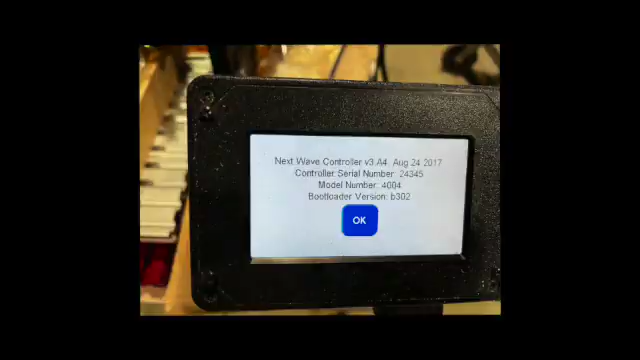 Next Wave Controller v3.A4 Aug 24 2017
Controller Serial Number: 24345
Model Number: 4004
Bootloader Version: b302
OK